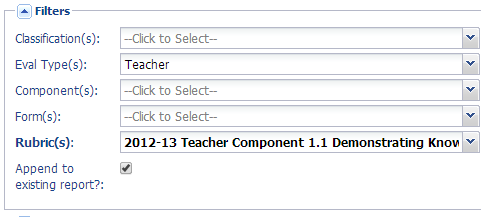 Filters
Classification(s): --Click to Select--
Eval Type(s): Teacher
Component(s): --Click to Select--
Form(s): --Click to Select--
Rubric(s): 2012-13 Teacher Component 1.1 Demonstrating Know
Append to
existing report?: